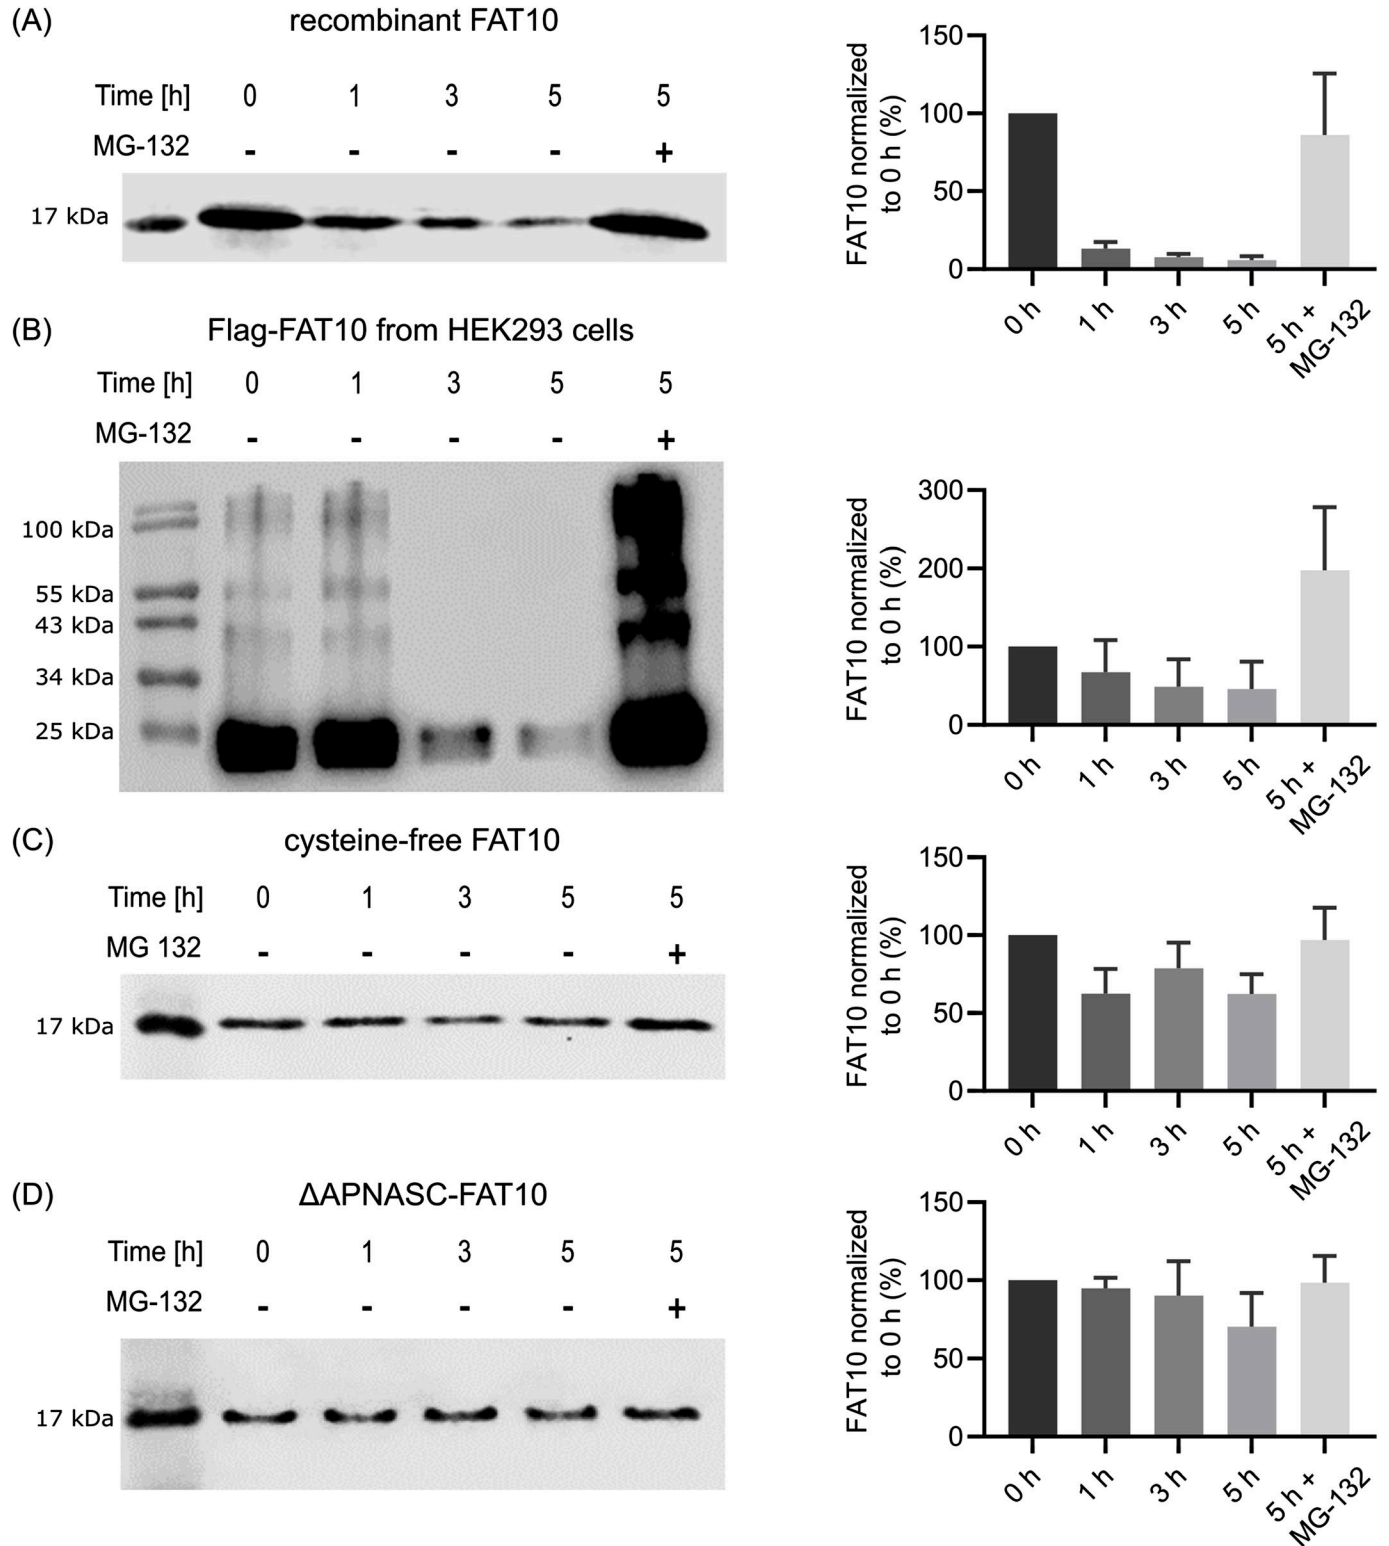 (A)
recombinant FAT10
Time [h] 0 1 3 5 5
MG-132 - - - - +
17 kDa
FAT10 normalized
to 0 h (%)
150
100
50
0
0 h
1 h
3 h
5 h
5 h +
MG-132
(B)
Flag-FAT10 from HEK293 cells
Time [h] 0 1 3 5 5
MG-132 - - - - +
100 kDa
55 kDa
43 kDa
34 kDa
25 kDa
FAT10 normalized
to 0 h (%)
300
200
100
0
0 h
1 h
3 h
5 h
5 h +
MG-132
(C)
cysteine-free FAT10
Time [h] 0 1 3 5 5
MG 132 - - - - +
17 kDa
FAT10 normalized
to 0 h (%)
150
100
50
0
0 h
1 h
3 h
5 h
5 h +
MG-132
(D)
ΔAPNASC-FAT10
Time [h] 0 1 3 5 5
MG-132 - - - - +
17 kDa
FAT10 normalized
to 0 h (%)
150
100
50
0
0 h
1 h
3 h
5 h
5 h +
MG-132